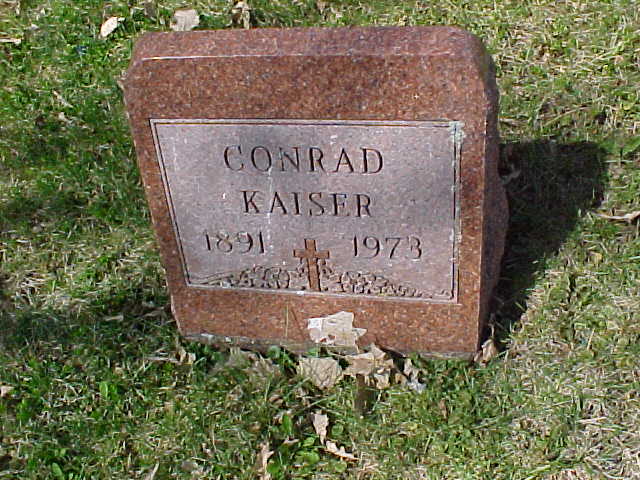 CONRAD
KAISER
1891 1973